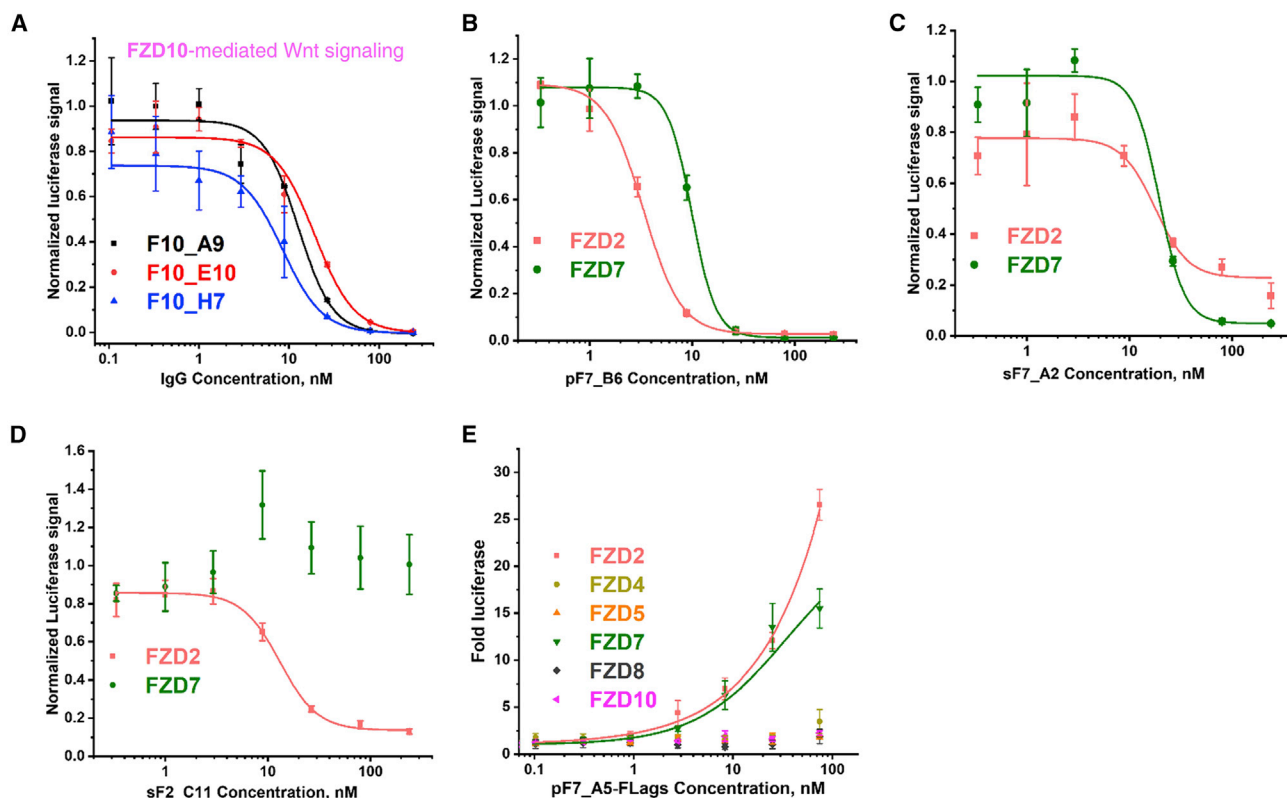 A
FZD10-mediated Wnt signaling
Normalized luciferase signal
1.2
1.0
0.8
0.6
0.4
0.2
0.0
F10_A9
F10_E10
F10_H7
0.1
1
10
100
IgG Concentration, nM
B
Normalized Luciferase signal
1.2
1.0
0.8
0.6
0.4
0.2
0.0
FZD2
FZD7
1
10
100
pF7_B6 Concentration, nM
C
Normalized Luciferase signal
1.2
1.0
0.8
0.6
0.4
0.2
0.0
FZD2
FZD7
1
10
100
sF7_A2 Concentration, nM
D
Normalized Luciferase signal
1.6
1.4
1.2
1.0
0.8
0.6
0.4
0.2
0.0
FZD2
FZD7
1
10
100
sF2_C11 Concentration, nM
E
Fold luciferase
30
25
20
15
10
5
0
FZD2
FZD4
FZD5
FZD7
FZD8
FZD10
0.1
1
10
100
pF7_A5-FLags Concentration, nM